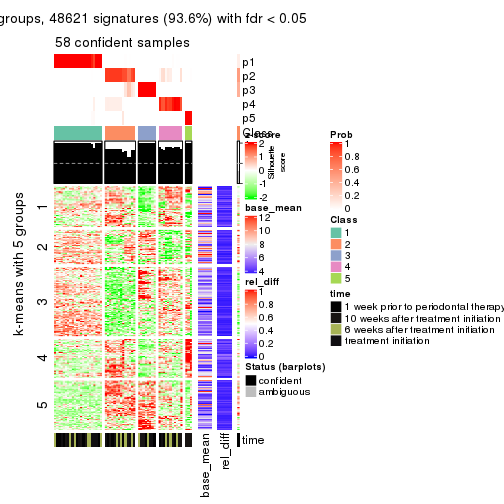 groups, 48621 signatures (93.6%) with fdr < 0.05
58 confident samples
p1
p2
p3
p4
p5
Class
z-score
2
1
0
-1
-2
Silhouette
score
k-means with 5 groups
1
2
3
4
5
base_mean
12
10
8
6
4
rel_diff
1
0.8
0.6
0.4
0.2
0
Status (barplots)
confident
ambiguous
Prob
1
0.8
0.6
0.4
0.2
0
Class
1
2
3
4
5
time
1 week prior to periodontal therapy
10 weeks after treatment initiation
6 weeks after treatment initiation
treatment initiation
time
base_mean
rel_diff